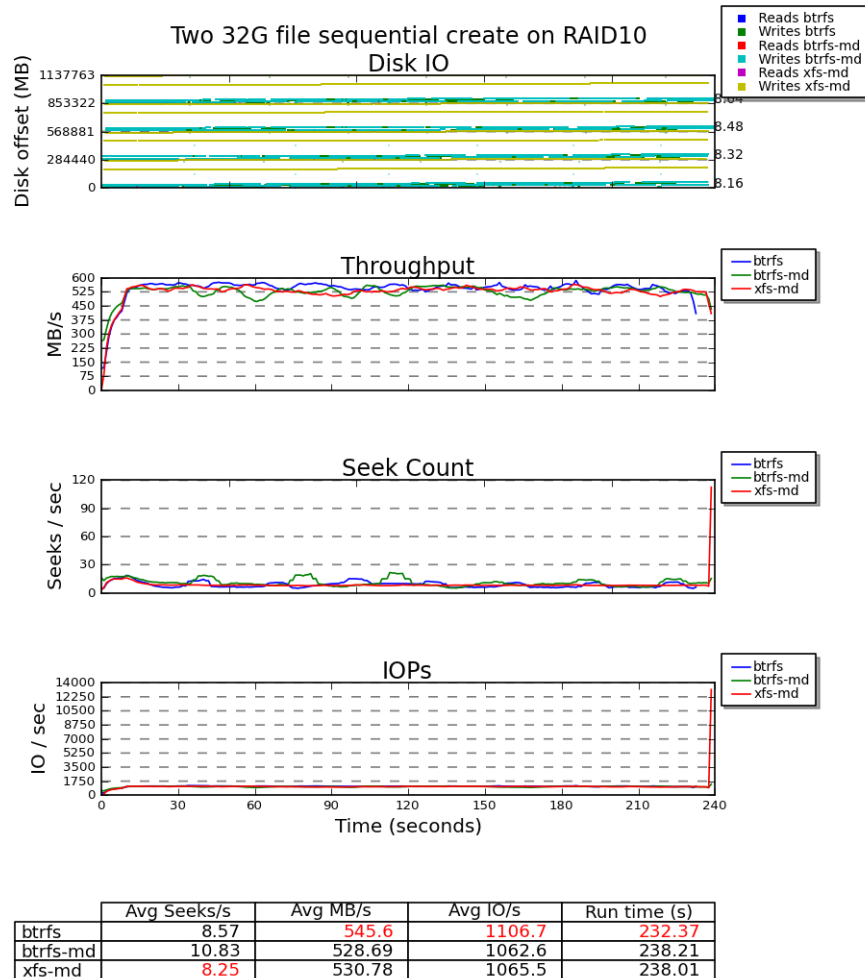 Two 32G file sequential create on RAID10
Disk IO
Reads btrfs
Writes btrfs
Reads btrfs-md
Writes btrfs-md
Reads xfs-md
Writes xfs-md
Disk offset (MB)
1137763
853322
568881
284440
0
8.64
8.48
8.32
8.16
Throughput
btrfs
btrfs-md
xfs-md
MB/s
600
525
450
375
300
225
150
75
0
Seek Count
btrfs
btrfs-md
xfs-md
Seeks / sec
120
90
60
30
0
IOPs
btrfs
btrfs-md
xfs-md
IO / sec
14000
12250
10500
8750
7000
5250
3500
1750
0
0 30 60 90 120 150 180 210 240
Time (seconds)
Avg Seeks/s Avg MB/s Avg IO/s Run time (s)
btrfs 8.57 545.6 1106.7 232.37
btrfs-md 10.83 528.69 1062.6 238.21
xfs-md 8.25 530.78 1065.5 238.01